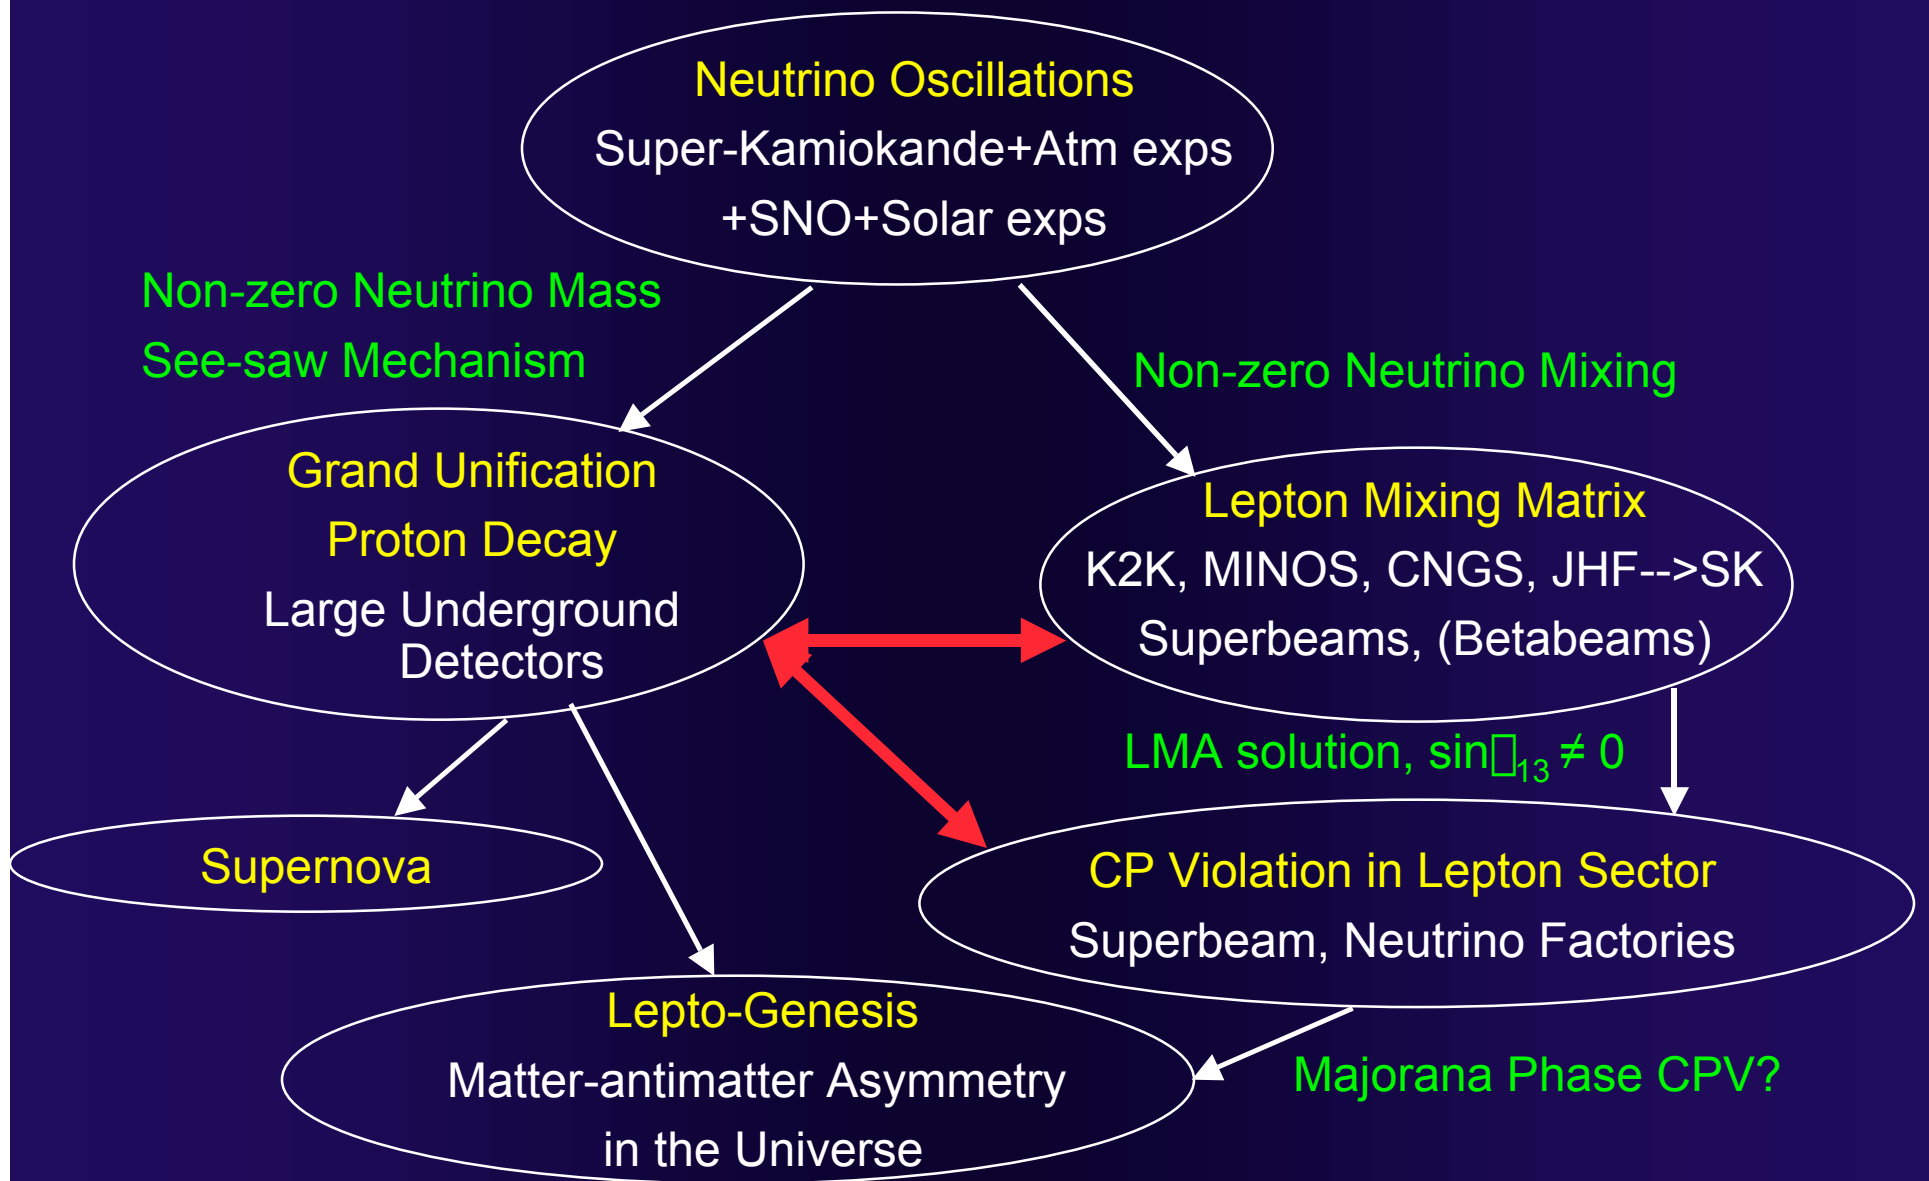 Neutrino Oscillations
Super-Kamiokande+Atm exps
+SNO+Solar exps
Non-zero Neutrino Mass
See-saw Mechanism
Non-zero Neutrino Mixing
Grand Unification
Proton Decay
Large Underground
Detectors
Lepton Mixing Matrix
K2K, MINOS, CNGS, JHF-->SK
Superbeams, (Betabeams)
LMA solution, sin▯₁₃ ≠ 0
Supernova
CP Violation in Lepton Sector
Superbeam, Neutrino Factories
Lepto-Genesis
Matter-antimatter Asymmetry
in the Universe
Majorana Phase CPV?